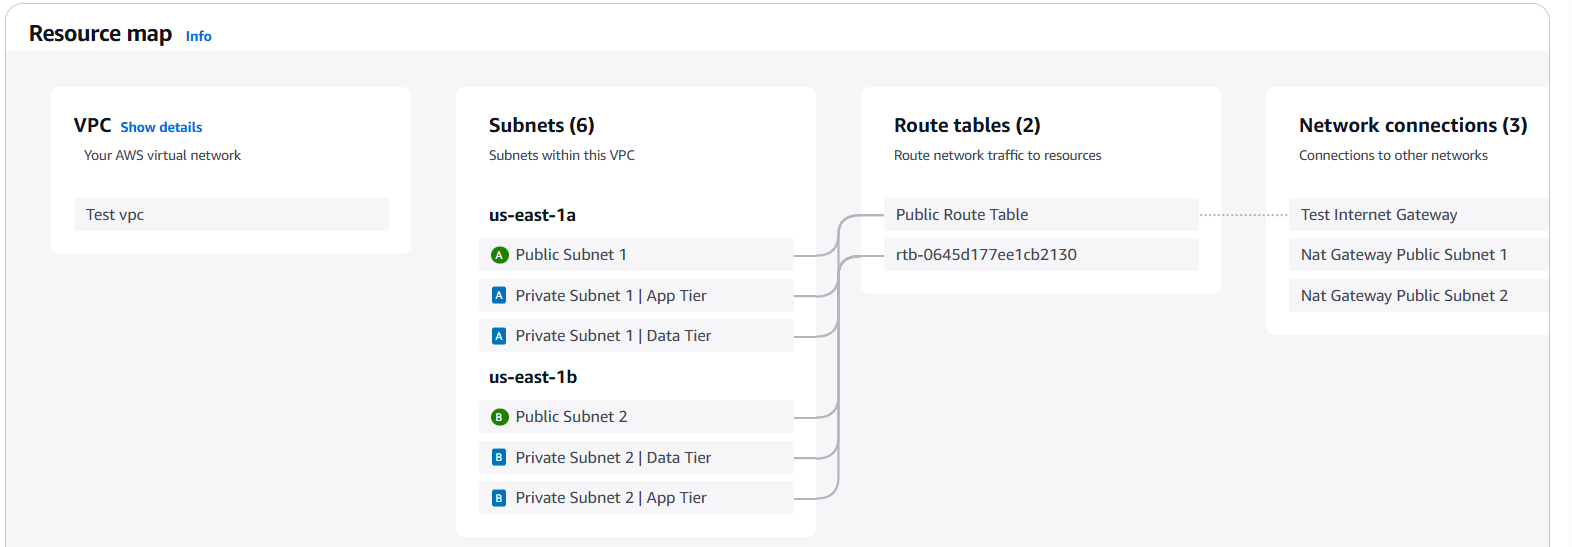 Resource map Info
VPC Show details
Your AWS virtual network
Test vpc
Subnets (6)
Subnets within this VPC
us-east-1a
A Public Subnet 1
A Private Subnet 1 | App Tier
A Private Subnet 1 | Data Tier
us-east-1b
B Public Subnet 2
B Private Subnet 2 | Data Tier
B Private Subnet 2 | App Tier
Route tables (2)
Route network traffic to resources
Public Route Table
rtb-0645d177ee1cb2130
Network connections (3)
Connections to other networks
Test Internet Gateway
Nat Gateway Public Subnet 1
Nat Gateway Public Subnet 2